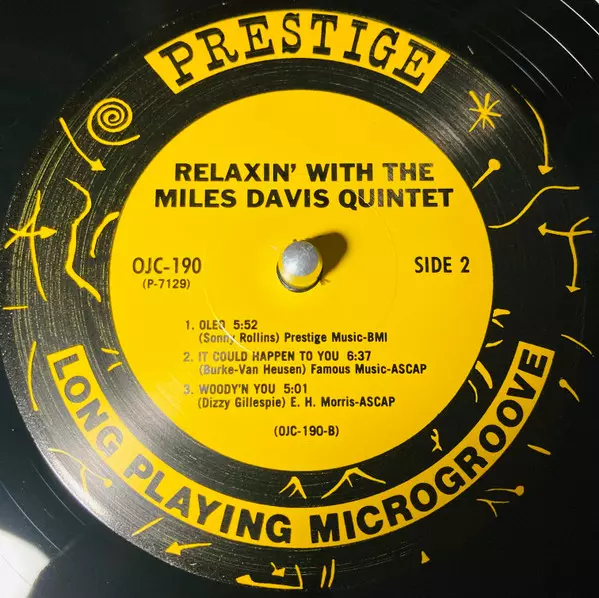 PRESTIGE
RELAXIN' WITH THE
MILES DAVIS QUINTET
OJC-190
(P-7129)
SIDE 2
1. OLEO 5:52
(Sonny Rollins) Prestige Music-BMI
2. IT COULD HAPPEN TO YOU 6:37
(Burke-Van Heusen) Famous Music-ASCAP
3. WOODY'N YOU 5:01
(Dizzy Gillespie) E. H. Morris-ASCAP
(OJC-190-B)
LONG PLAYING MICROGROOVE